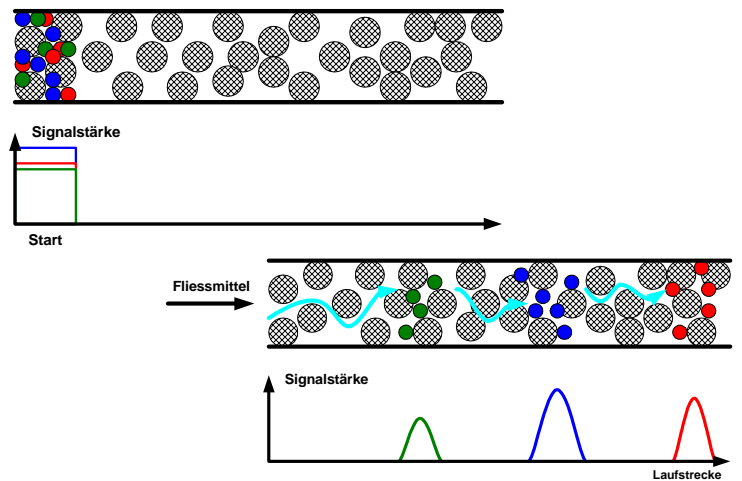 Signalstärke
Start
Fliessmittel
Signalstärke
Laufstrecke